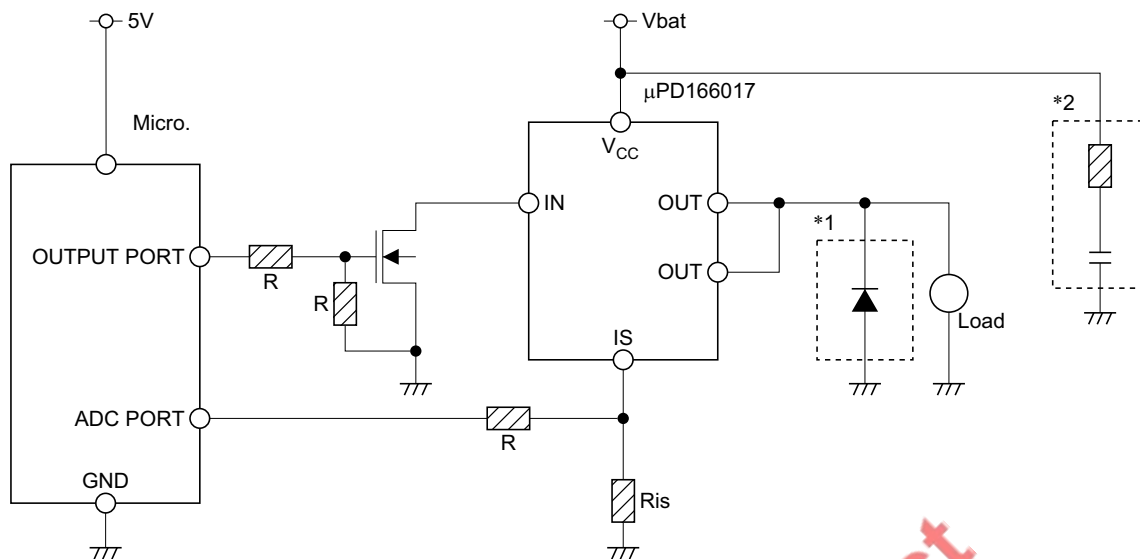 5V
Vbat
Micro.
μPD166017
*2
VCC
IN
OUT
*1
OUTPUT PORT
R
R
OUT
Load
IS
ADC PORT
R
GND
Ris